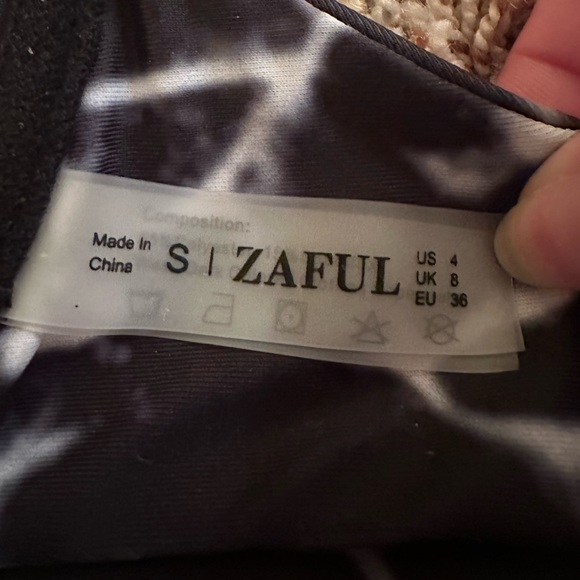 Composition:
Made In
China
S | ZAFUL
US 4
UK 8
EU 36